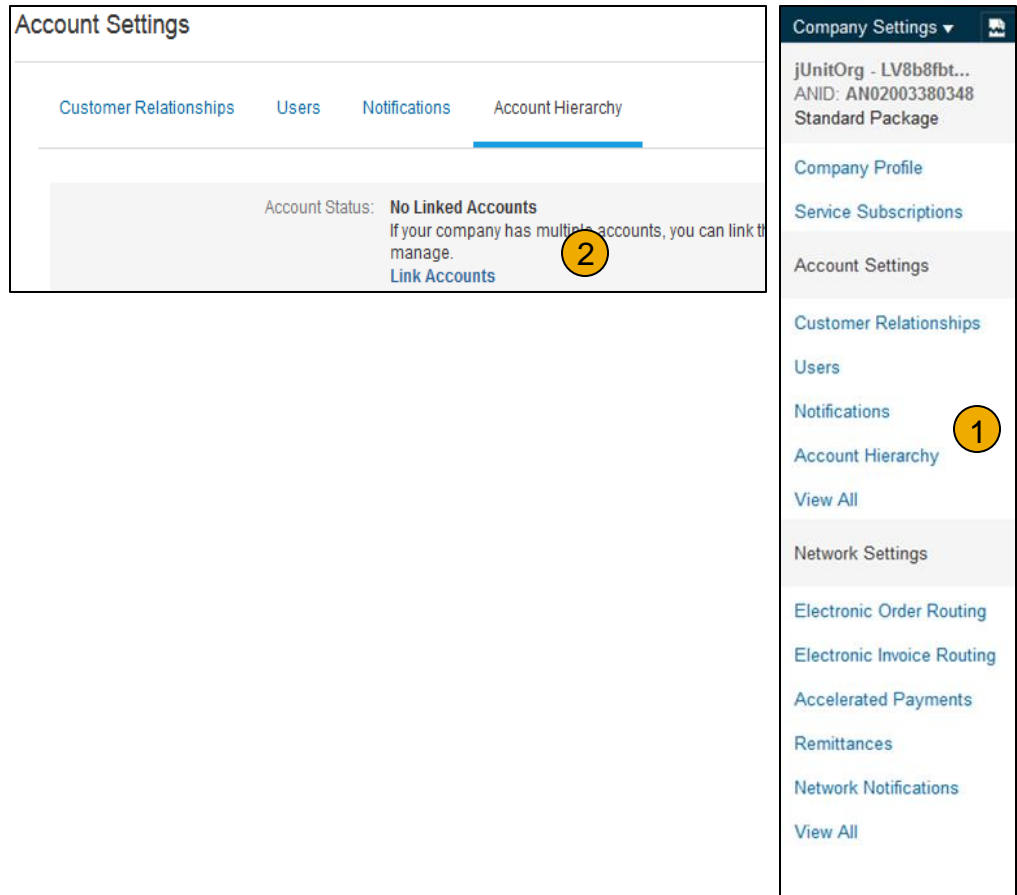 Account Settings
Customer Relationships Users Notifications Account Hierarchy
Account Status: No Linked Accounts
If your company has multiple accounts, you can link
manage.
2
Link Accounts
Company Settings ▾
jUnitOrg - LV8b8fbt...
ANID: AN02003380348
Standard Package
Company Profile
Service Subscriptions
Account Settings
Customer Relationships
Users
Notifications
1
Account Hierarchy
View All
Network Settings
Electronic Order Routing
Electronic Invoice Routing
Accelerated Payments
Remittances
Network Notifications
View All